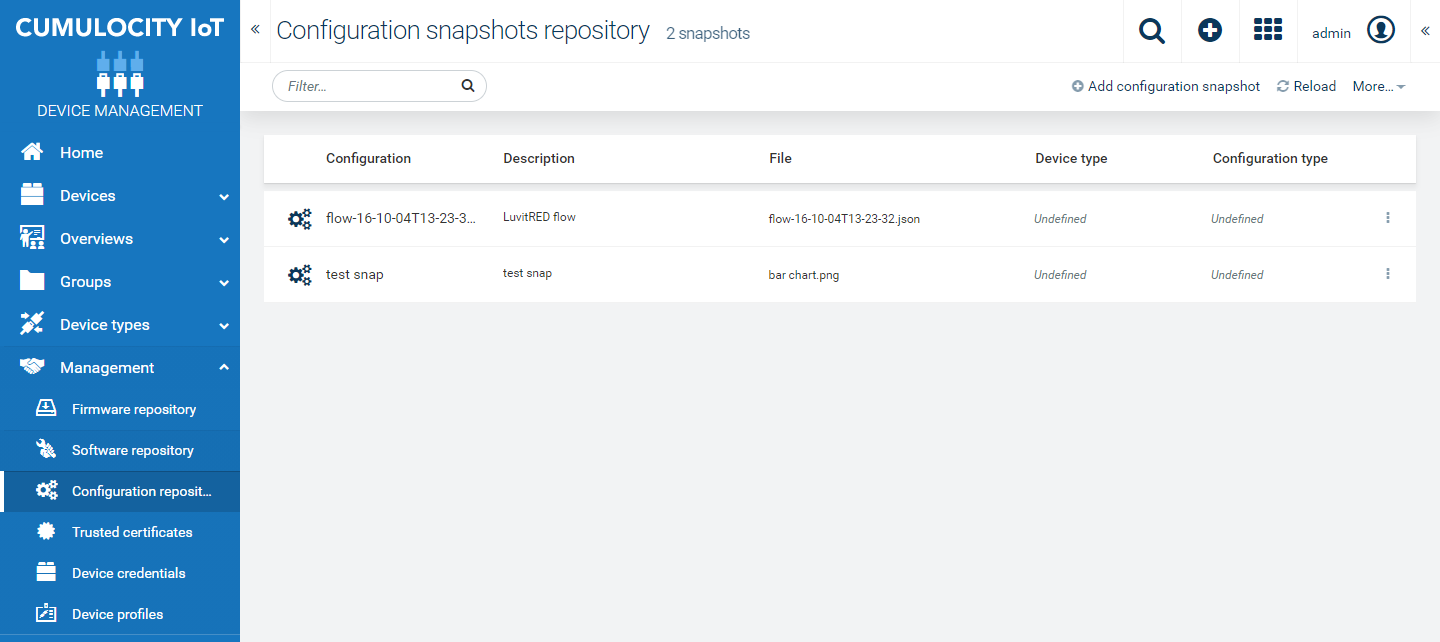 CUMULOCITY IoT
DEVICE MANAGEMENT
Home
Devices
Overviews
Groups
Device types
Management
Firmware repository
Software repository
Configuration reposit...
Trusted certificates
Device credentials
Device profiles
« Configuration snapshots repository 2 snapshots
admin «
Filter...
Add configuration snapshot Reload More...
Configuration Description File Device type Configuration type
flow-16-10-04T13-23-3... LuvitRED flow flow-16-10-04T13-23-32.json Undefined Undefined
test snap test snap bar chart.png Undefined Undefined